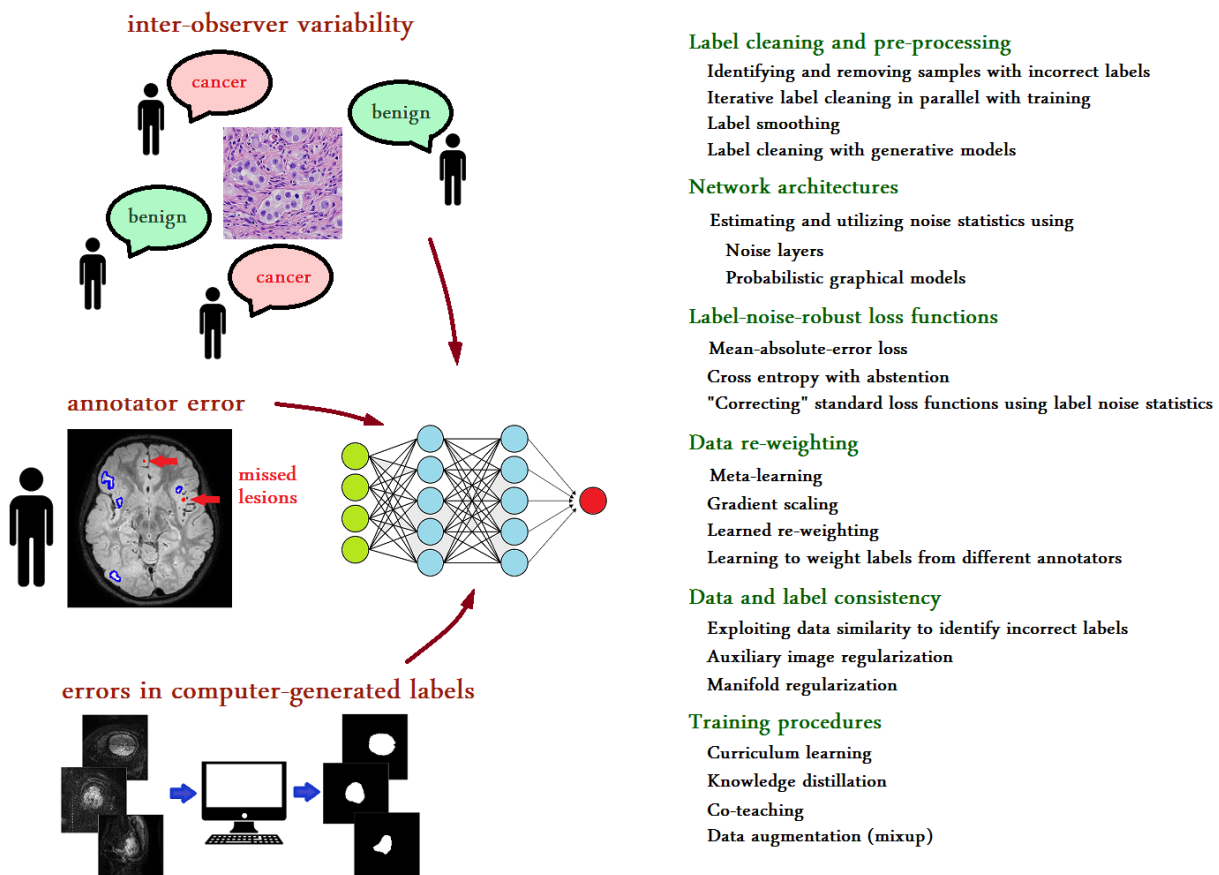 inter-observer variability
cancer
benign
benign
cancer
annotator error
missed
lesions
errors in computer-generated labels
Label cleaning and pre-processing
Identifying and removing samples with incorrect labels
Iterative label cleaning in parallel with training
Label smoothing
Label cleaning with generative models
Network architectures
Estimating and utilizing noise statistics using
Noise layers
Probabilistic graphical models
Label-noise-robust loss functions
Mean-absolute-error loss
Cross entropy with abstention
"Correcting" standard loss functions using label noise statistics
Data re-weighting
Meta-learning
Gradient scaling
Learned re-weighting
Learning to weight labels from different annotators
Data and label consistency
Exploiting data similarity to identify incorrect labels
Auxiliary image regularization
Manifold regularization
Training procedures
Curriculum learning
Knowledge distillation
Co-teaching
Data augmentation (mixup)